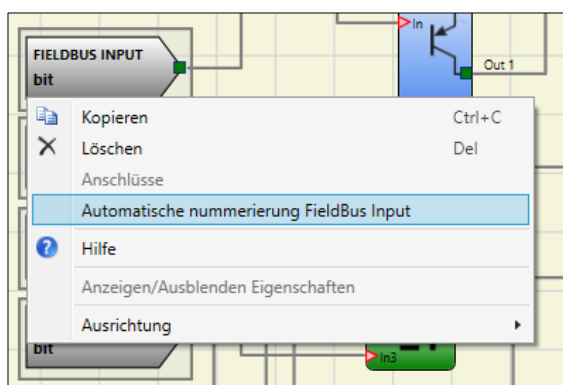 In
FIELDBUS INPUT
bit
Out 1
Kopieren Ctrl+C
Löschen Del
Anschlüsse
Automatische nummerierung FieldBus Input
Hilfe
Anzeigen/Ausblenden Eigenschaften
Ausrichtung
bit
In3